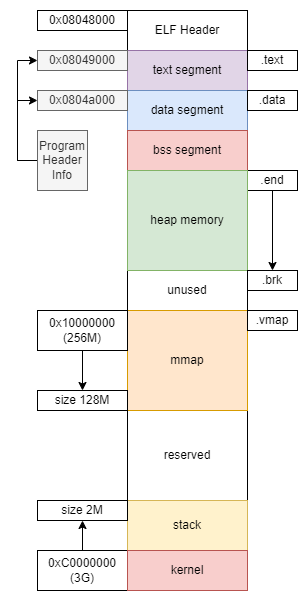 0x08048000
ELF Header
0x08049000
text segment
.text
0x0804a000
data segment
.data
Program
Header
Info
bss segment
.end
heap memory
.brk
unused
0x10000000
(256M)
.vmap
mmap
size 128M
reserved
size 2M
stack
0xC0000000
(3G)
kernel